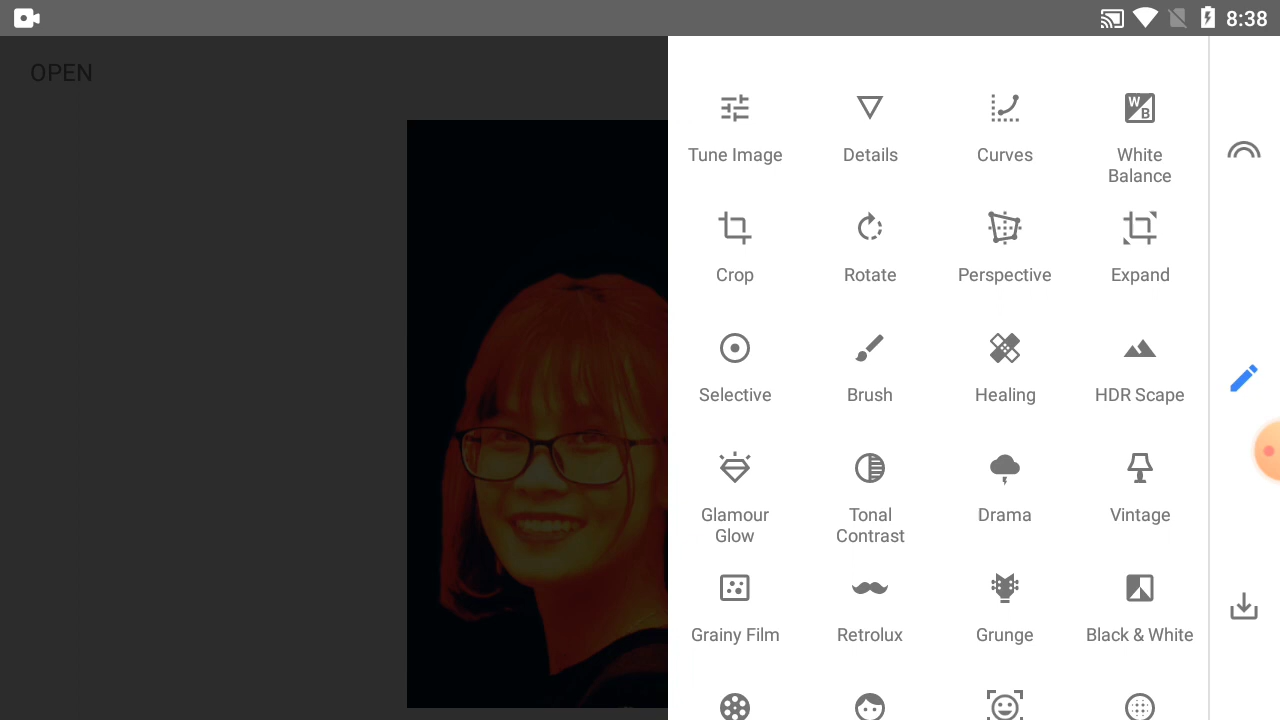 8:38
OPEN
Tune Image
Details
Curves
White
Balance
Crop
Rotate
Perspective
Expand
Selective
Brush
Healing
HDR Scape
Glamour
Glow
Tonal
Contrast
Drama
Vintage
Grainy Film
Retrolux
Grunge
Black & White